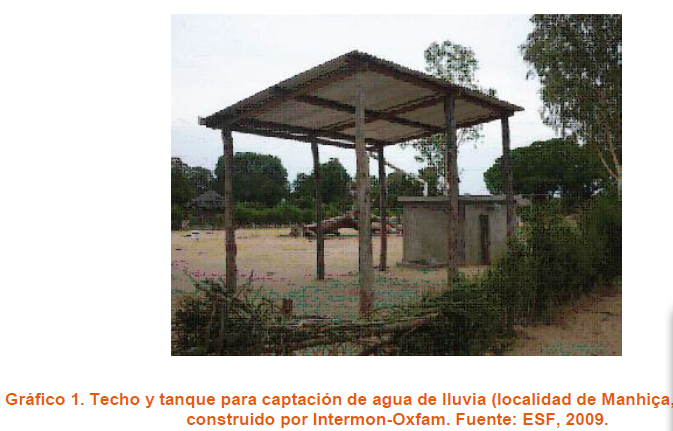 Gráfico 1. Techo y tanque para captación de agua de lluvia (localidad de Manhiça,
construido por Intermon-Oxfam. Fuente: ESF, 2009.